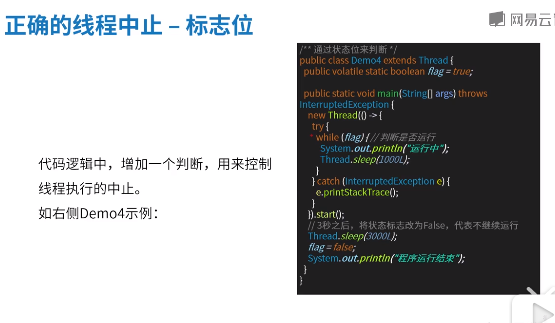 正确的线程中止 – 标志位
网易云
代码逻辑中，增加一个判断，用来控制
线程执行的中止。
如右侧Demo4示例：
/** 通过状态位来判断 */
public class Demo4 extends Thread {
public volatile static boolean flag = true;
public static void main(String[] args) throws
InterruptedException {
new Thread(() -> {
try {
while (flag) { // 判断是否运行
System.out.println("运行中");
Thread.sleep(1000L);
}
} catch (InterruptedException e) {
e.printStackTrace();
}
}).start();
// 3秒之后，将状态标志改为False，代表不继续运行
Thread.sleep(3000L);
flag = false;
System.out.println("程序运行结束");
}
}